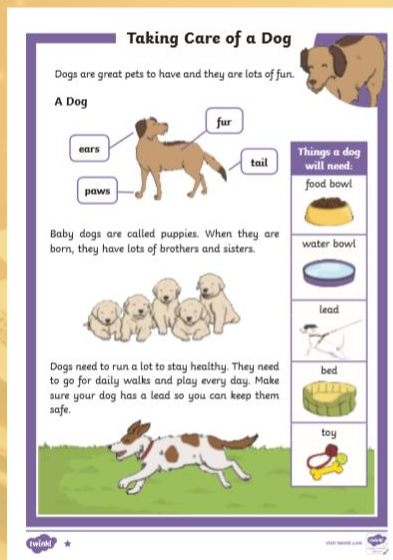 Taking Care of a Dog
Dogs are great pets to have and they are lots of fun.
A Dog
fur
ears
tail
paws
Baby dogs are called puppies. When they are
born, they have lots of brothers and sisters.
Dogs need to run a lot to stay healthy. They need
to go for daily walks and play every day. Make
sure your dog has a lead so you can keep them
safe.
Things a dog
will need:
food bowl
water bowl
lead
bed
toy
twinkl
visit twinkl.com